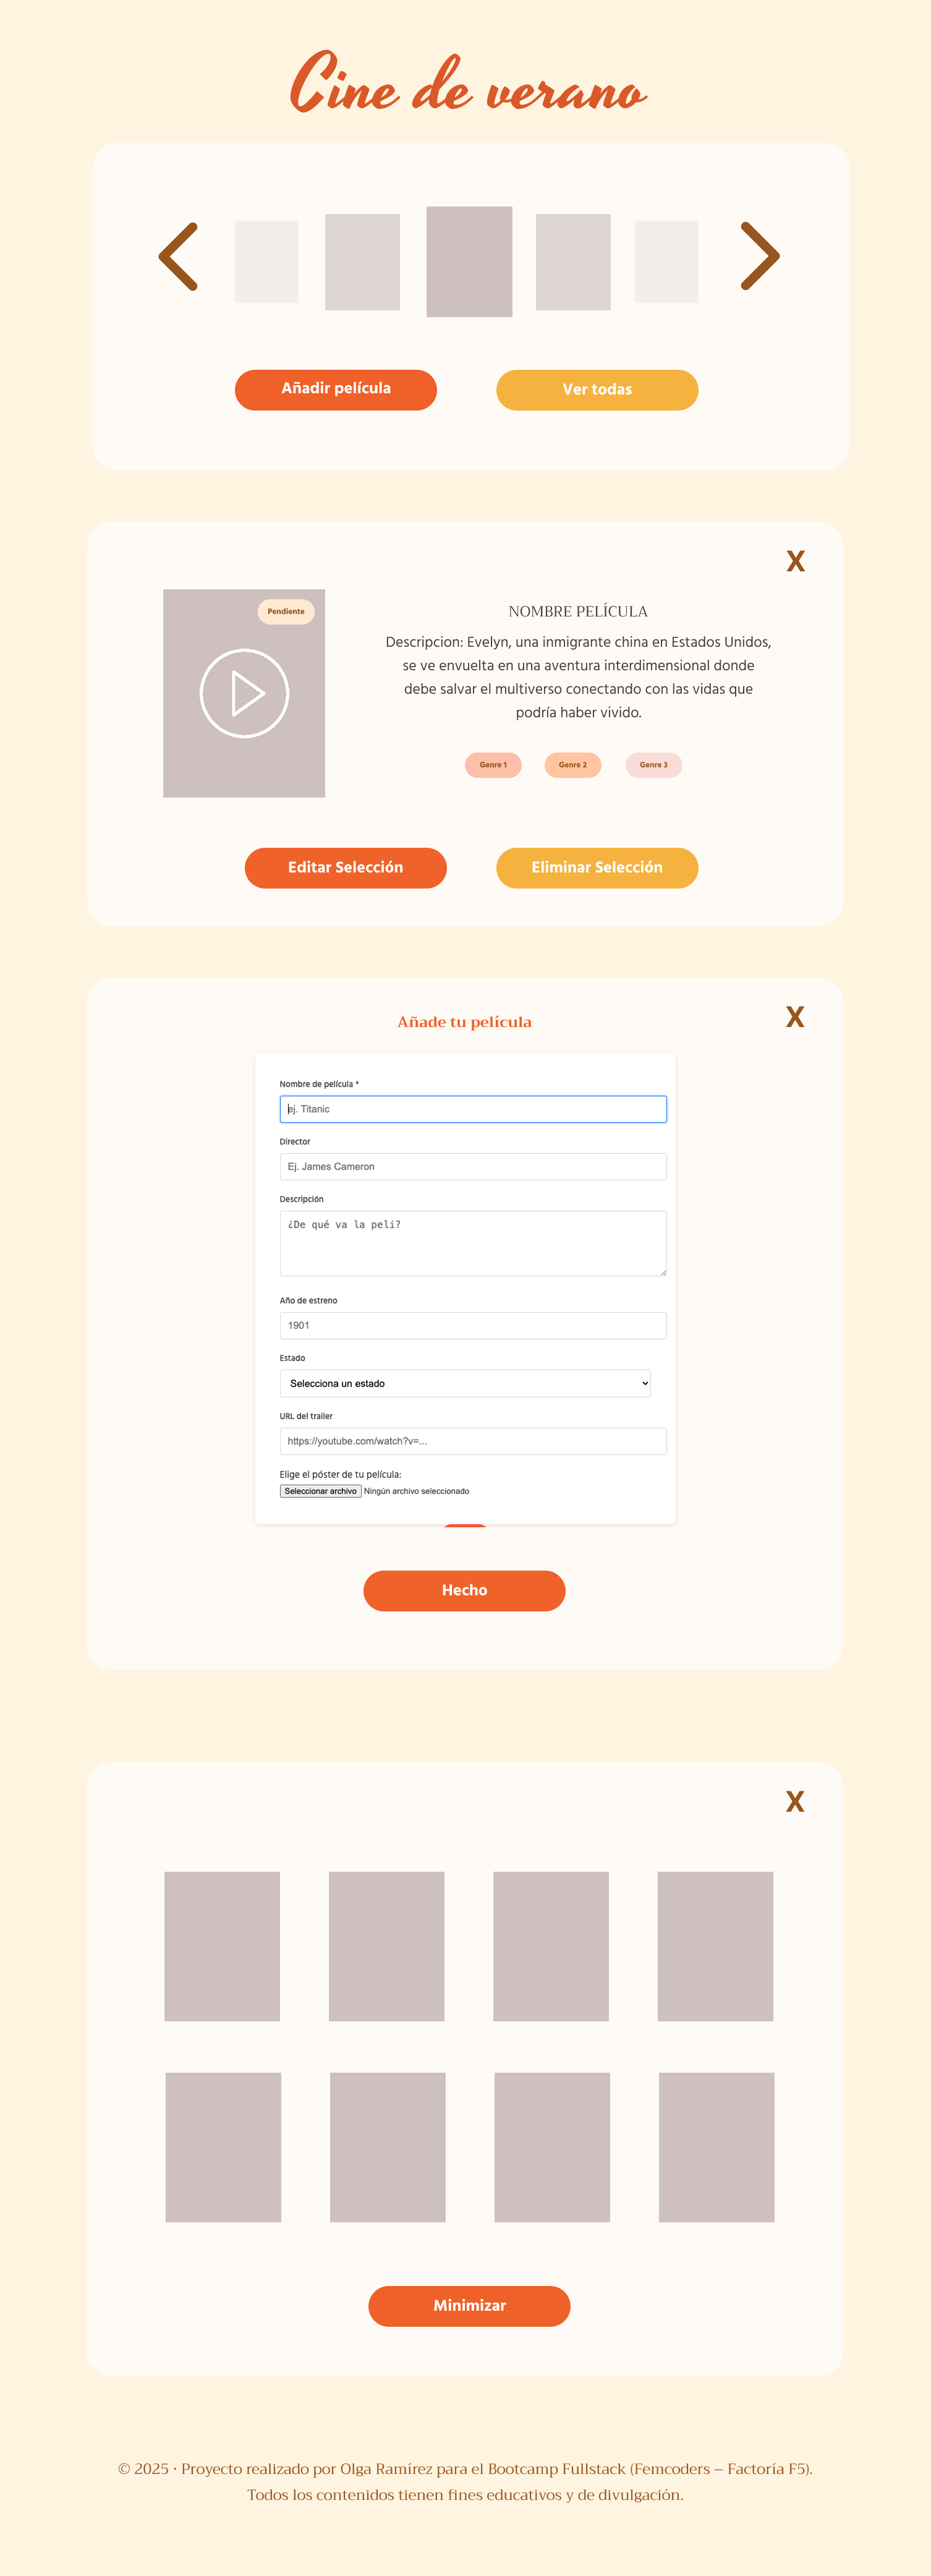 Cine de verano
Añadir película
Ver todas
X
Pendiente
NOMBRE PELÍCULA
Descripcion: Evelyn, una inmigrante china en Estados Unidos,
se ve envuelta en una aventura interdimensional donde
debe salvar el multiverso conectando con las vidas que
podría haber vivido.
Genre 1
Genre 2
Genre 3
Editar Selección
Eliminar Selección
X
Añade tu película
Nombre de película *
ej. Titanic
Director
Ej. James Cameron
Descripción
¿De qué va la peli?
Año de estreno
1901
Estado
Selecciona un estado
URL del trailer
https://youtube.com/watch?v=...
Elige el póster de tu película:
Seleccionar archivo Ningún archivo seleccionado
Hecho
X
Minimizar
© 2025 · Proyecto realizado por Olga Ramírez para el Bootcamp Fullstack (Femcoders – Factoría F5).
Todos los contenidos tienen fines educativos y de divulgación.